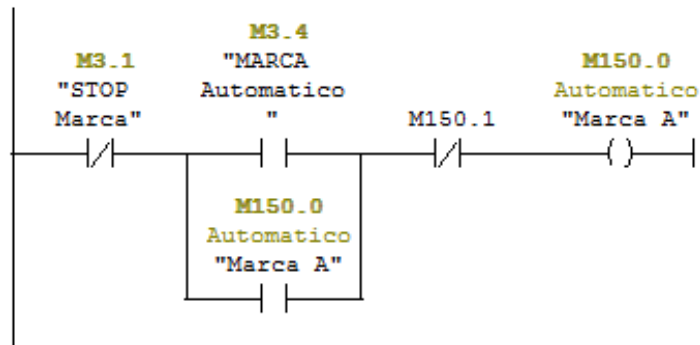 M3.4
M3.1 "MARCA M150.0
"STOP Automatico Automatico
Marca" " M150.1 "Marca A"
M150.0
Automatico
"Marca A"